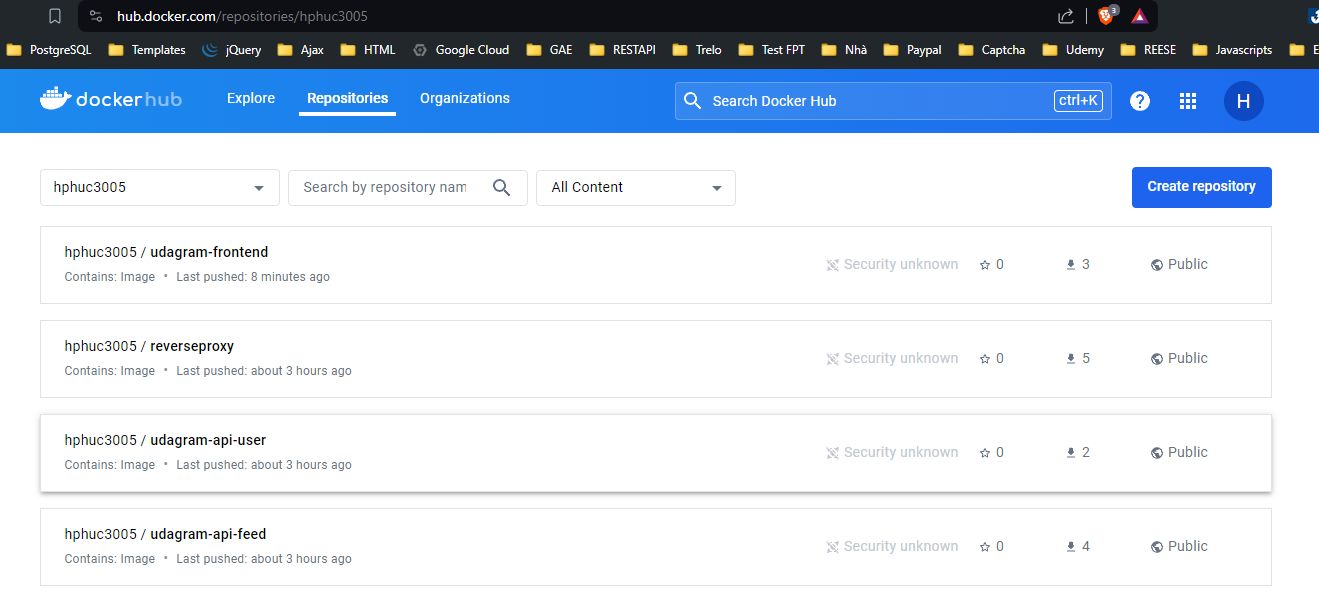 hub.docker.com/repositories/hphuc3005
3
PostgreSQL Templates jQuery Ajax HTML Google Cloud GAE RESTAPI Trelo Test FPT Nhà Paypal Captcha Udemy REESE Javascripts
dockerhub Explore Repositories Organizations Search Docker Hub ctrl+K ? H
hphuc3005 Search by repository nam All Content Create repository
hphuc3005 / udagram-frontend
Contains: Image • Last pushed: 8 minutes ago
Security unknown 0 3 Public
hphuc3005 / reverseproxy
Contains: Image • Last pushed: about 3 hours ago
Security unknown 0 5 Public
hphuc3005 / udagram-api-user
Contains: Image • Last pushed: about 3 hours ago
Security unknown 0 2 Public
hphuc3005 / udagram-api-feed
Contains: Image • Last pushed: about 3 hours ago
Security unknown 0 4 Public